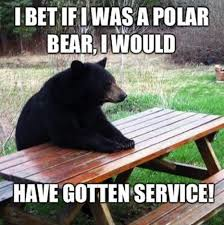 I BET IF I WAS A POLAR
BEAR, I WOULD
HAVE GOTTEN SERVICE!